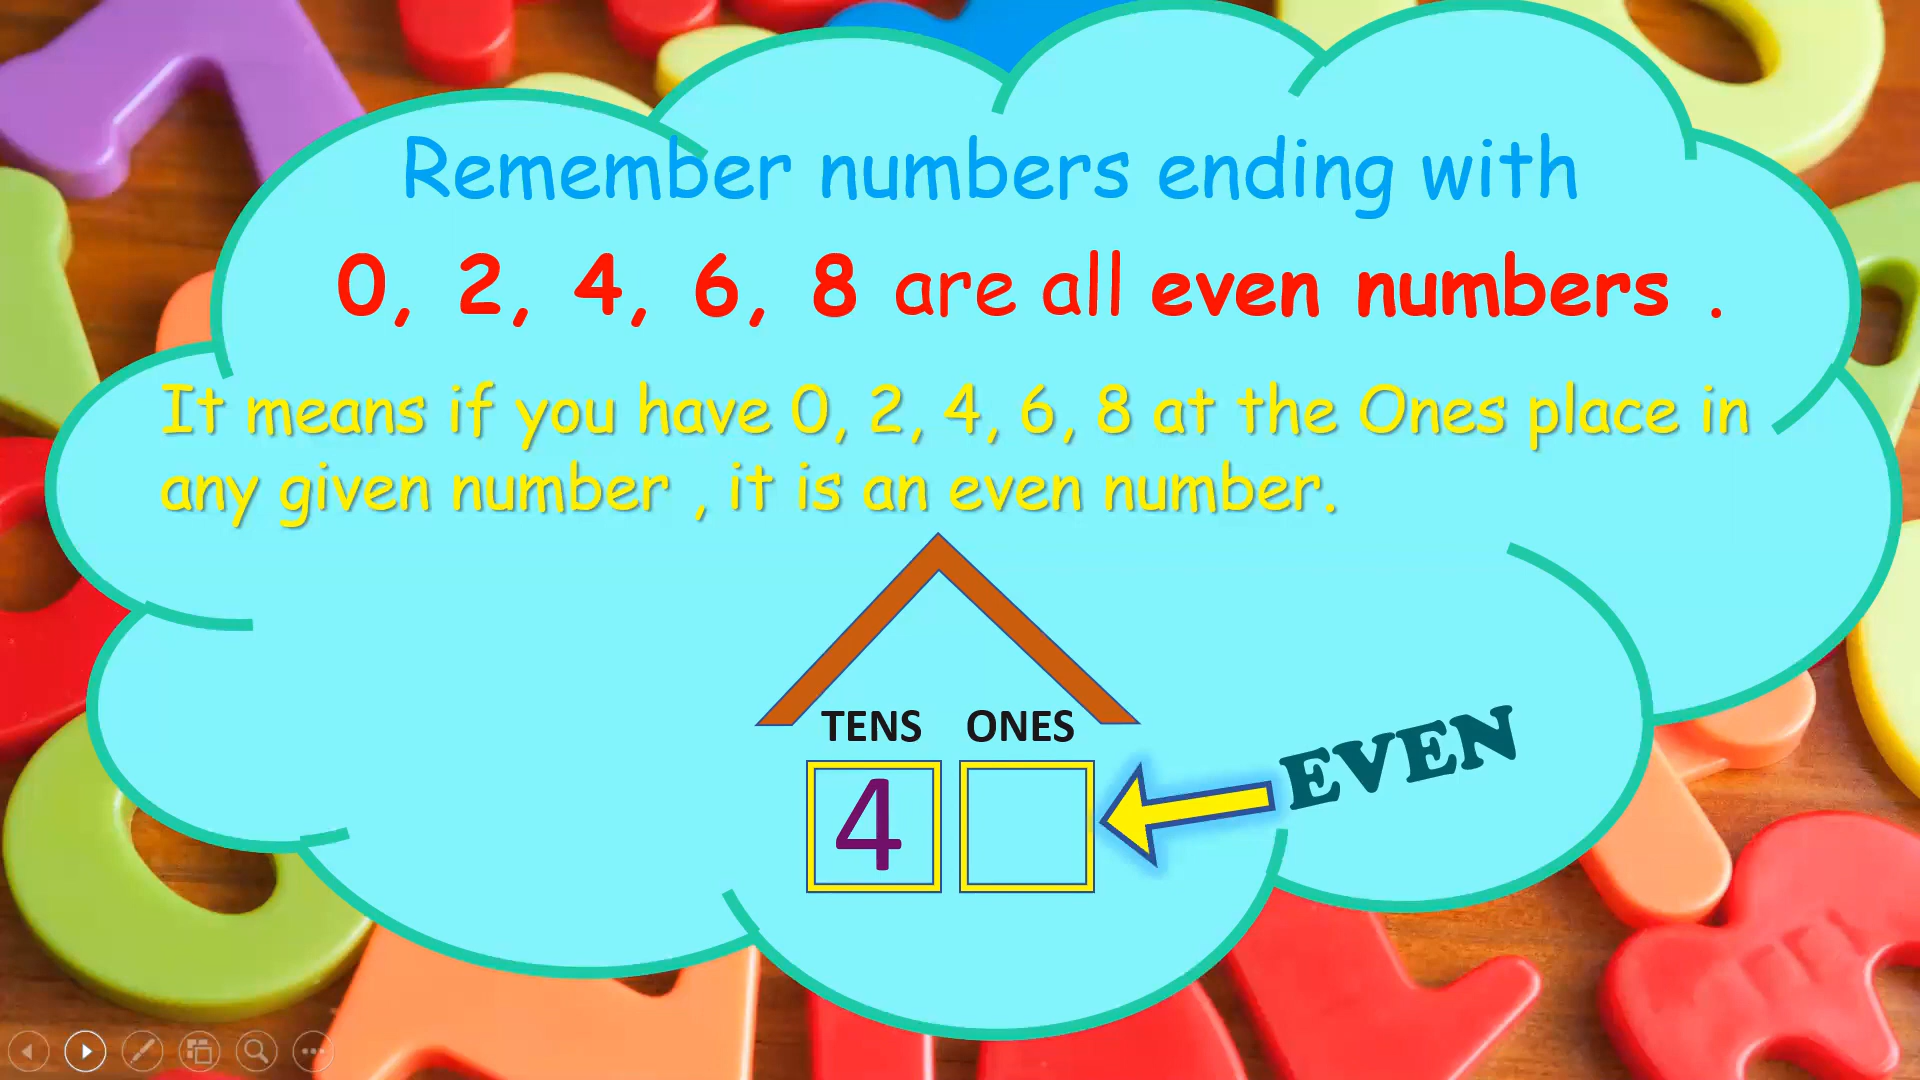 Remember numbers ending with
0, 2, 4, 6, 8 are all even numbers .
It means if you have 0, 2, 4, 6, 8 at the Ones place in
any given number , it is an even number.
TENS ONES
EVEN
4